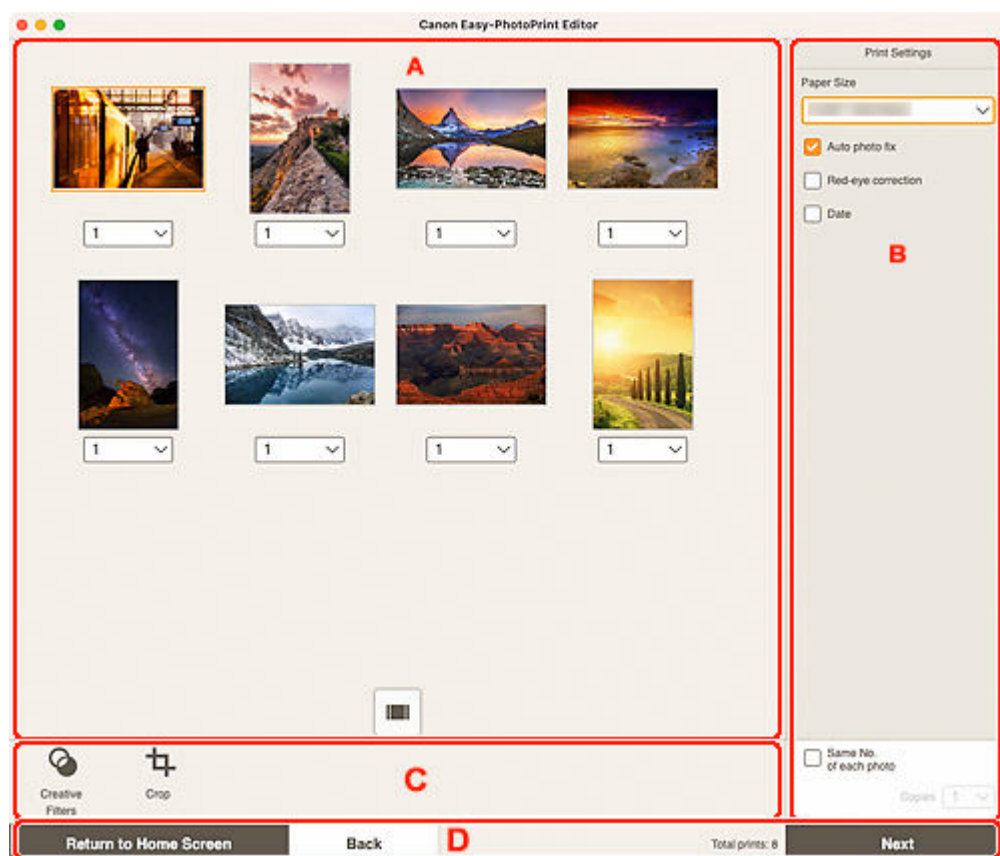 Canon Easy-PhotoPrint Editor
A
1
1
1
1
1
1
1
1
Print Settings
Paper Size
Auto photo fix
Red-eye correction
Date
B
Same No.
of each photo
Copies 1
Creative
Filters
Crop
C
Return to Home Screen
Back
D
Total prints: 8
Next